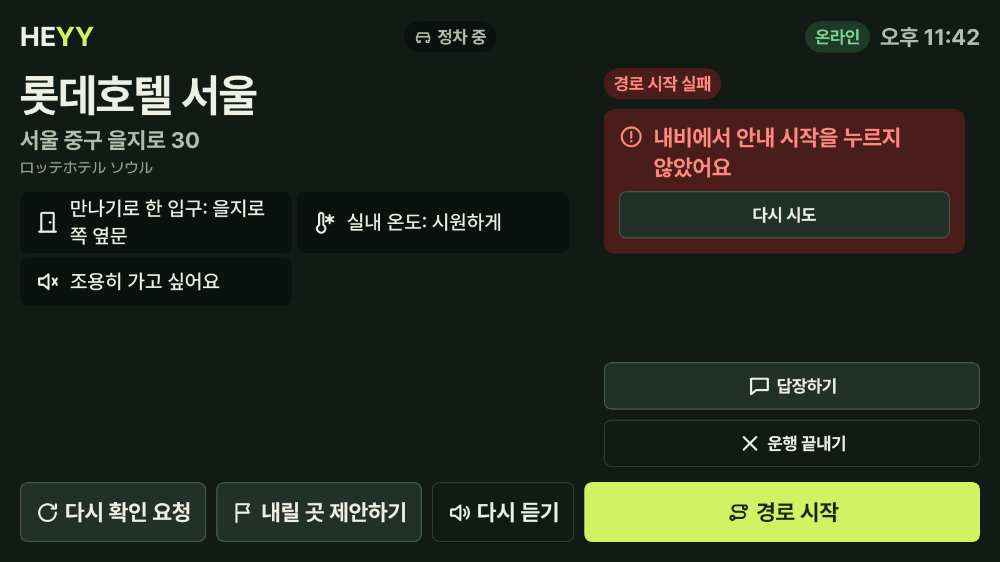 HEYY
정차 중
온라인
오후 11:42
롯데호텔 서울
서울 중구 을지로 30
ロッテホテル ソウル
만나기로 한 입구: 을지로
쪽 옆문
실내 온도: 시원하게
조용히 가고 싶어요
경로 시작 실패
내비에서 안내 시작을 누르지
않았어요
다시 시도
답장하기
운행 끝내기
다시 확인 요청
내릴 곳 제안하기
다시 듣기
경로 시작